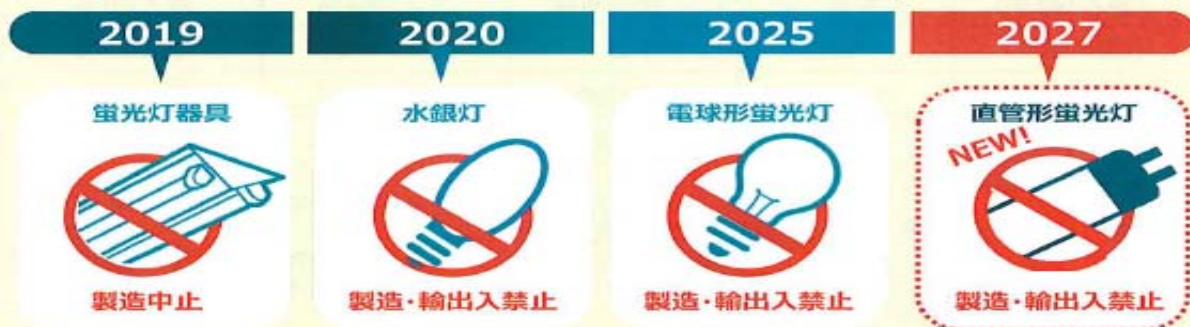 2019
2020
2025
2027
蛍光灯器具
水銀灯
電球形蛍光灯
直管形蛍光灯
NEW!
製造中止
製造・輸出入禁止
製造・輸出入禁止
製造・輸出入禁止